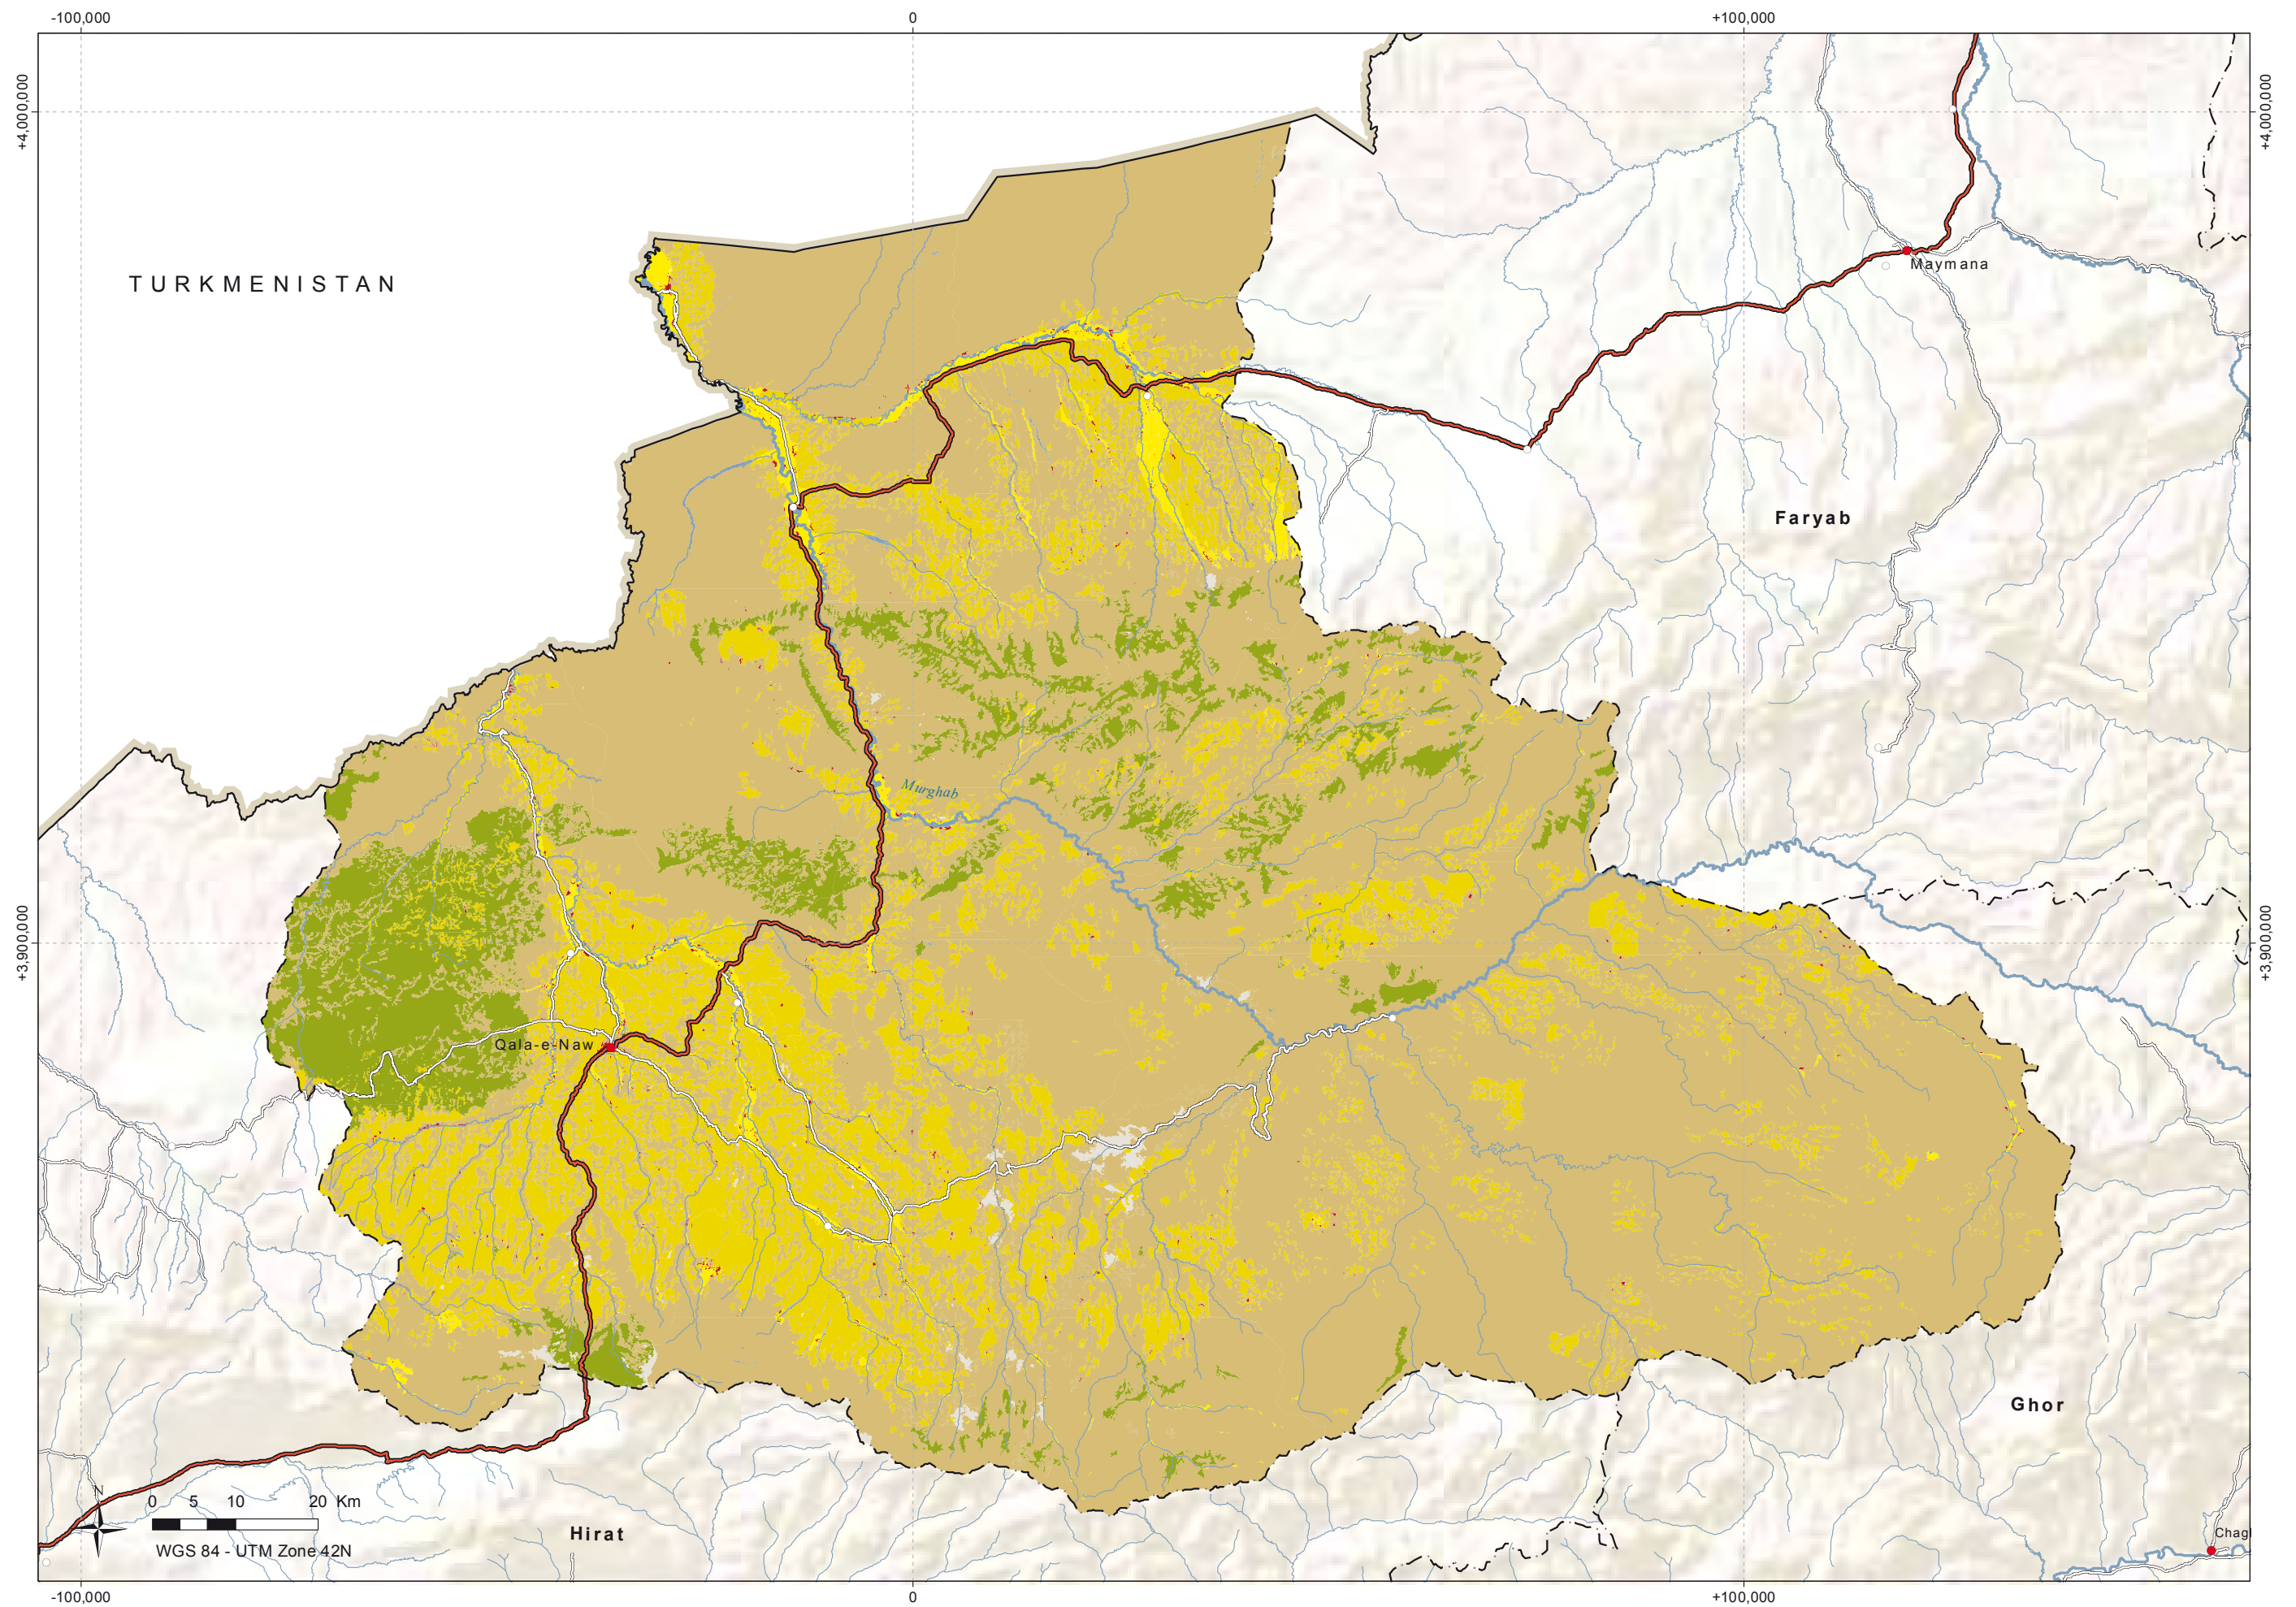 -100,000 0 +100,000
+4,000,000 +4,000,000
TURKMENISTAN
Maymana
Faryab
Murghab
+3,900,000 +3,900,000
Qala-e-Naw
Ghor
N
0 5 10 20 Km
Hirat
Chagl
WGS 84 - UTM Zone 42N
-100,000 0 +100,000